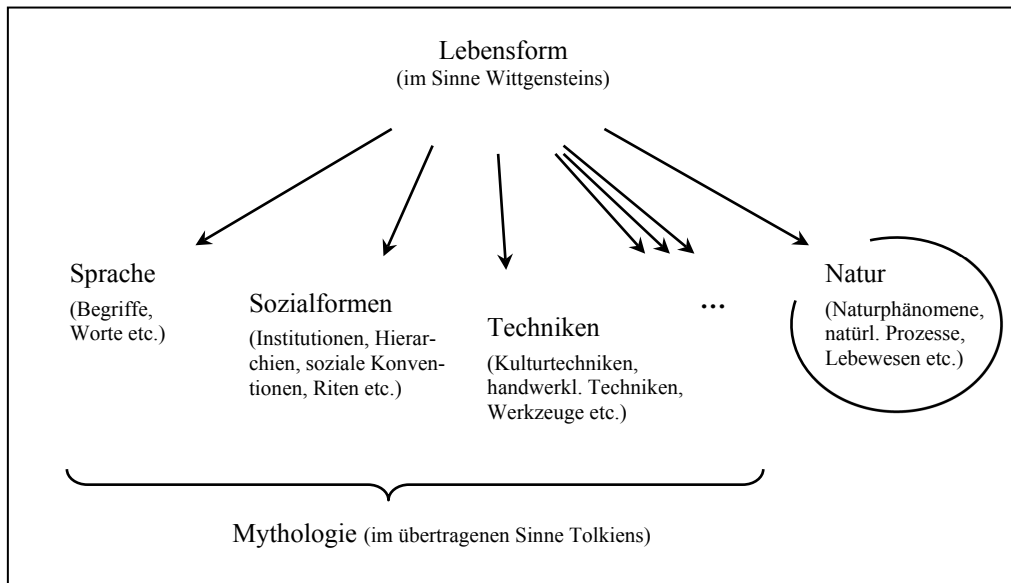 Lebensform
(im Sinne Wittgensteins)
Sprache
(Begriffe,
Worte etc.)
Sozialformen
(Institutionen, Hierar-
chien, soziale Konven-
tionen, Riten etc.)
Techniken
(Kulturtechniken,
handwerkl. Techniken,
Werkzeuge etc.)
...
Natur
(Naturphänomene,
natürl. Prozesse,
Lebewesen etc.)
Mythologie (im übertragenen Sinne Tolkiens)